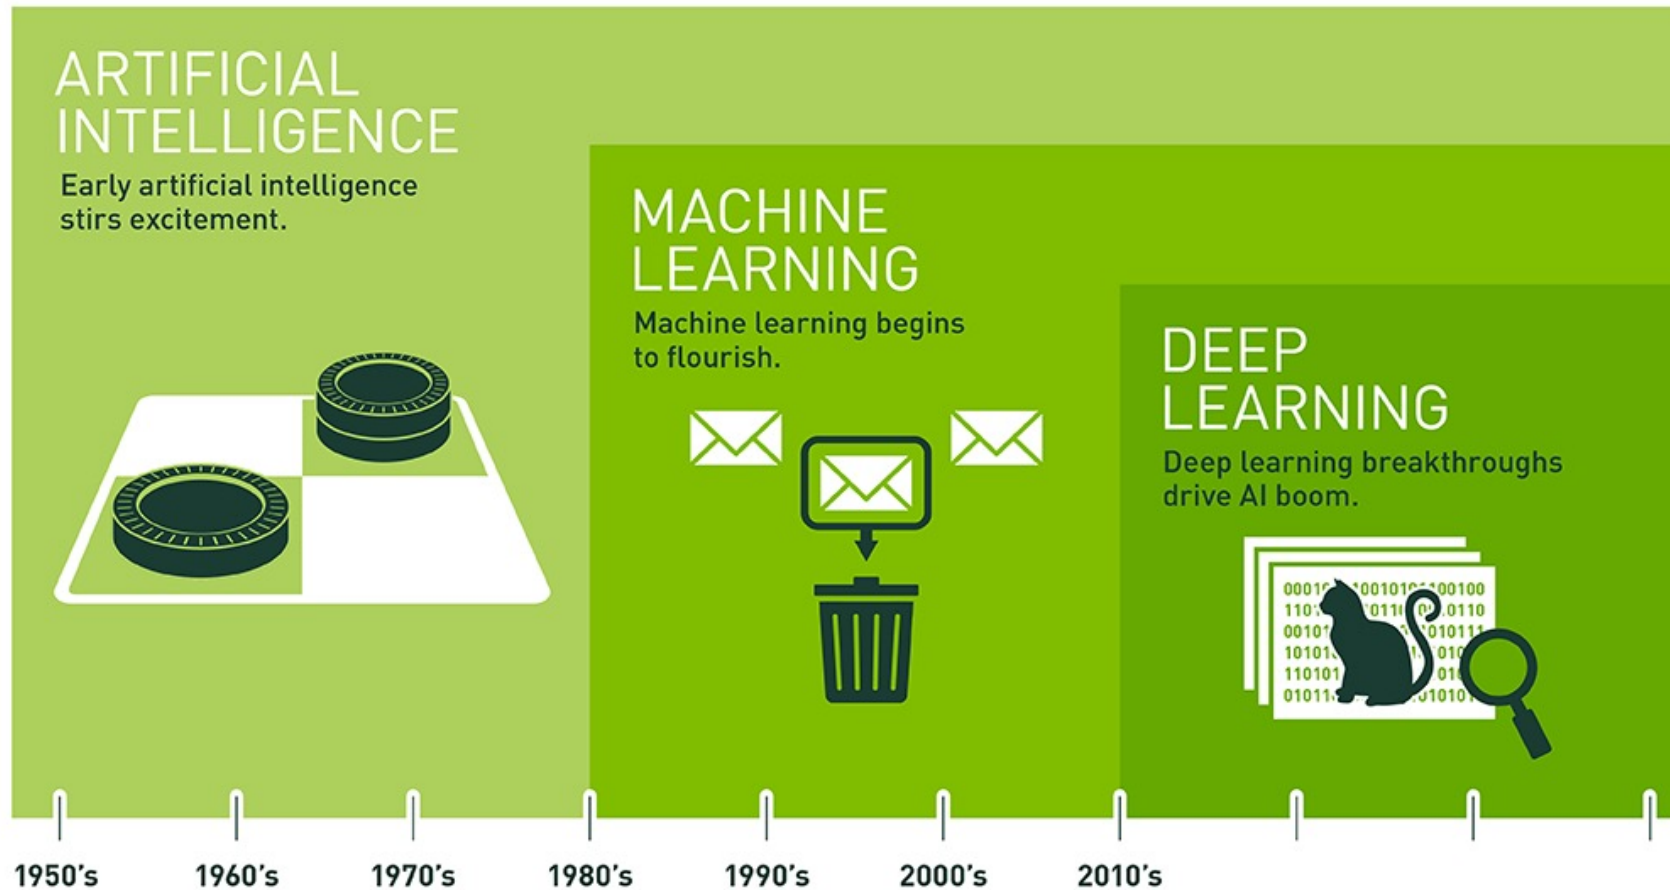 ARTIFICIAL
INTELLIGENCE
Early artificial intelligence
stirs excitement.
MACHINE
LEARNING
Machine learning begins
to flourish.
DEEP
LEARNING
Deep learning breakthroughs
drive AI boom.
1950's
1960's
1970's
1980's
1990's
2000's
2010's